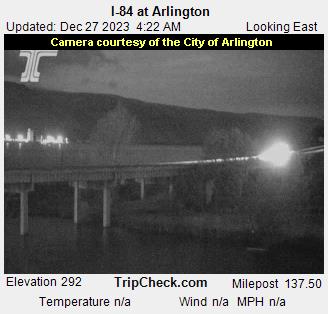 I-84 at Arlington
Updated: Dec 27 2023 4:22 AM Looking East
Camera courtesy of the City of Arlington
Elevation 292 TripCheck.com Milepost 137.50
Temperature n/a Wind n/a MPH n/a